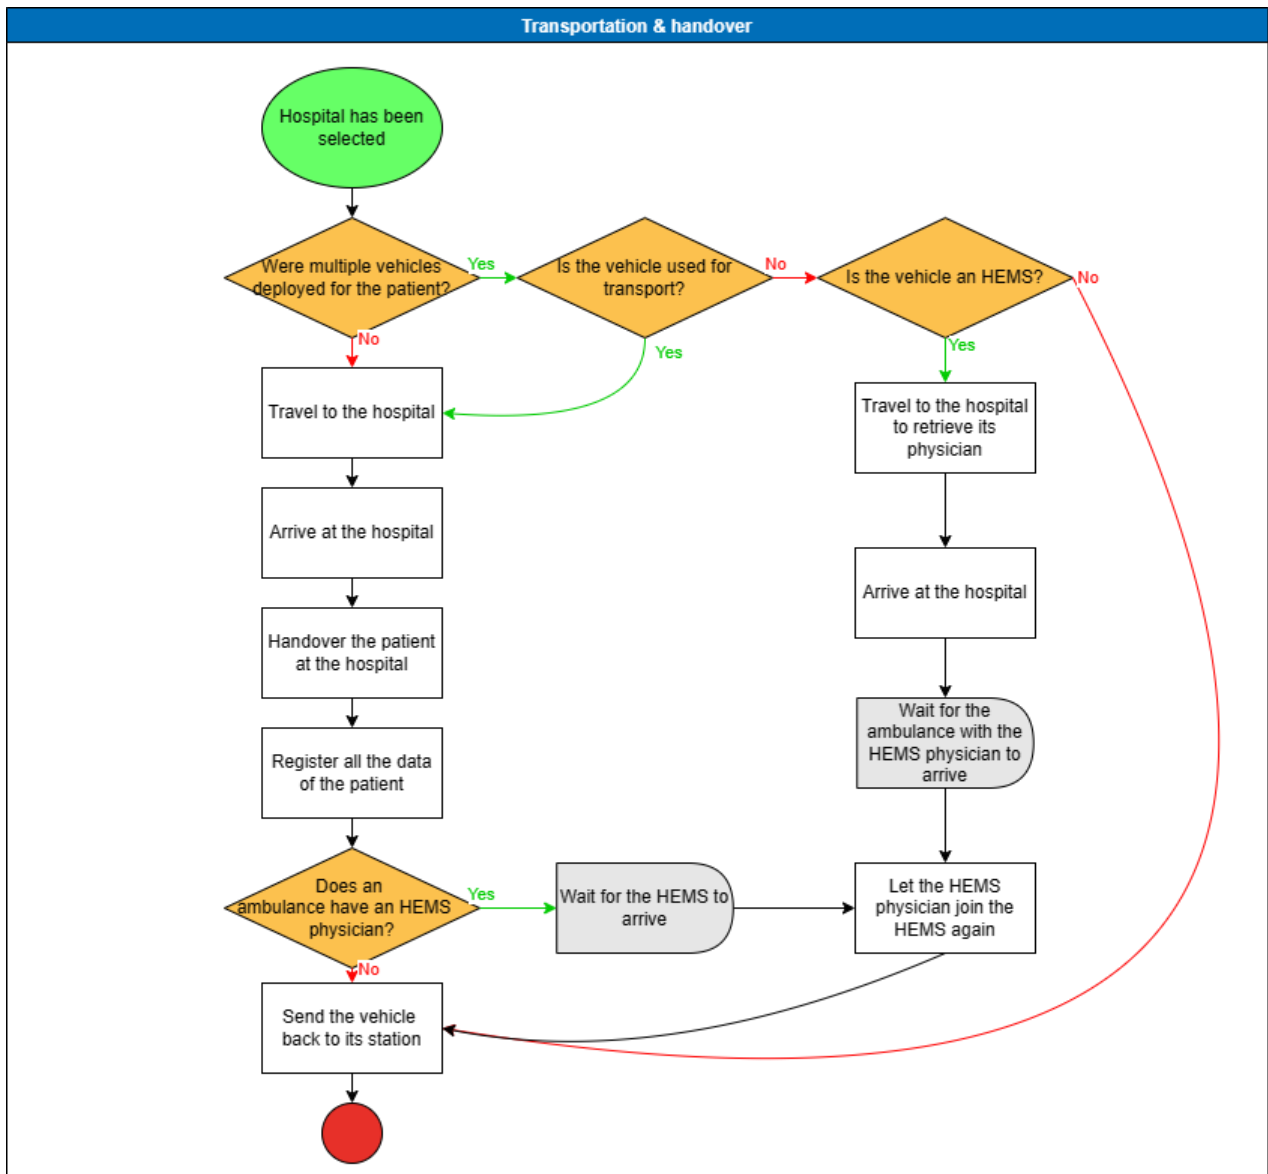 Transportation & handover
Hospital has been
selected
Were multiple vehicles
deployed for the patient?
Yes
Is the vehicle used for
transport?
No
Is the vehicle an HEMS?
No
No
Yes
Yes
Travel to the hospital
Travel to the hospital
to retrieve its
physician
Arrive at the hospital
Arrive at the hospital
Handover the patient
at the hospital
Wait for the
ambulance with the
HEMS physician to
arrive
Register all the data
of the patient
Does an
ambulance have an HEMS
physician?
Yes
Wait for the HEMS to
arrive
Let the HEMS
physician join the
HEMS again
No
Send the vehicle
back to its station